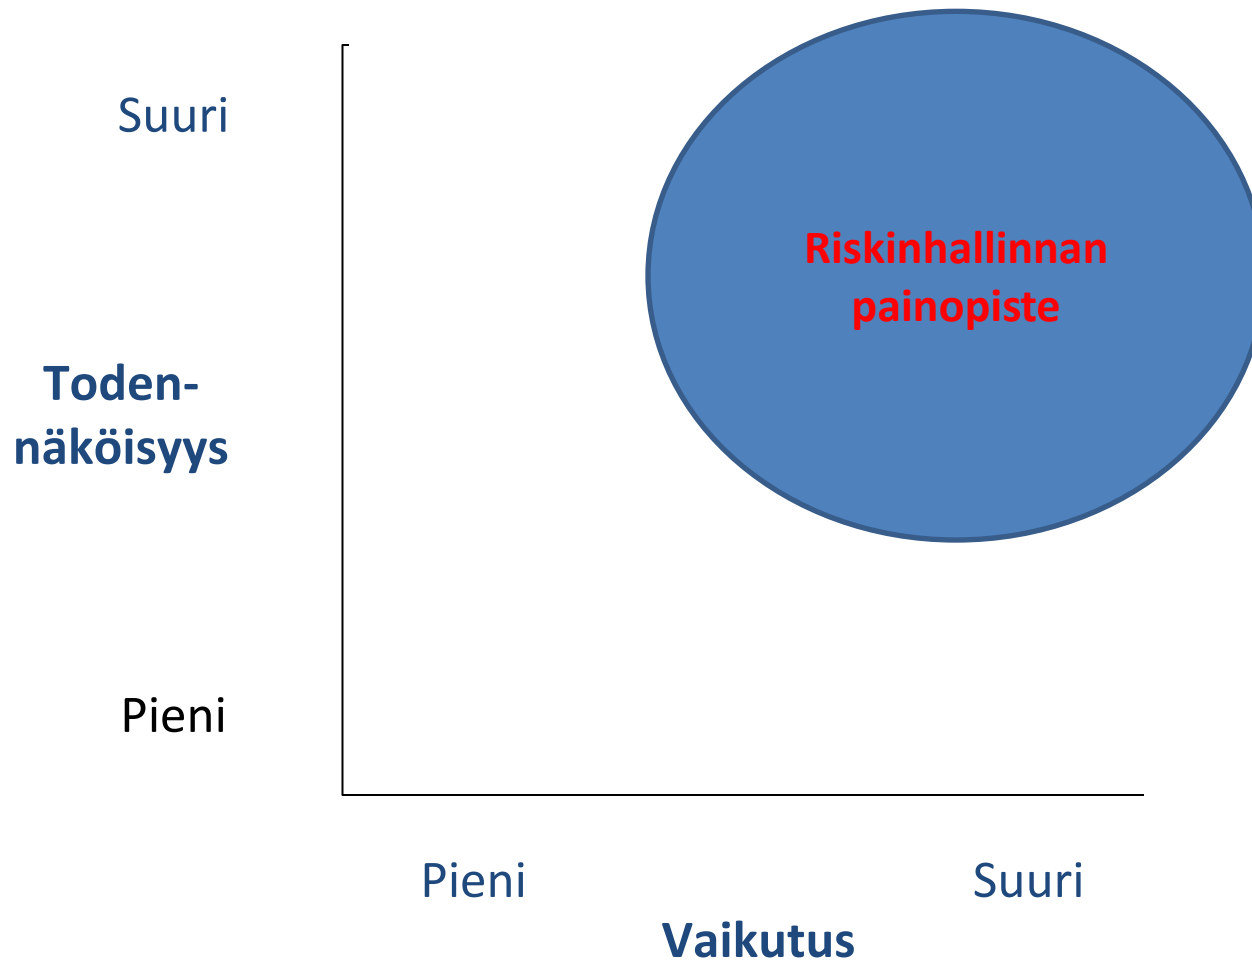 Suuri
Riskinhallinnan
painopiste
Toden-
näköisyys
Pieni
Pieni
Suuri
Vaikutus